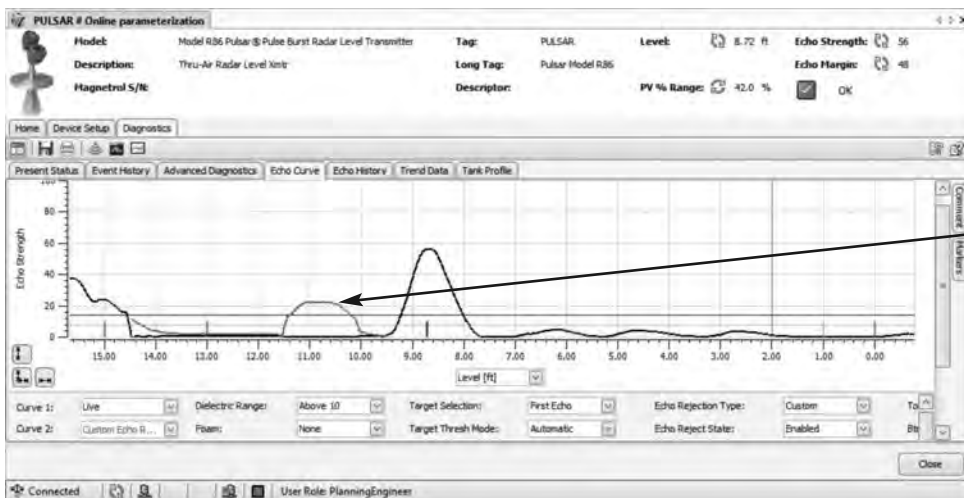 PULSAR # Online parameterization
Model: Model R86 Pulsar® Pulse Burst Radar Level Transmitter Tag: PULSAR Level: 8.72 ft Echo Strength: 56
Description: Thru-Air Radar Level Xmtr Long Tag: Pulsar Model R86 Echo Margin: 48
Magnetrol S/N: Descriptor: PV % Range: 42.0 % OK
Home Device Setup Diagnostics
Present Status Event History Advanced Diagnostics Echo Curve Echo History Trend Data Tank Profile
Comment
Markers
Echo Strength
100
80
60
40
20
0
15.00 14.00 13.00 12.00 11.00 10.00 9.00 8.00 7.00 6.00 5.00 4.00 3.00 2.00 1.00 0.00
Level [ft]
Curve 1: Live Dielectric Range: Above 10 Target Selection: First Echo Echo Rejection Type: Custom To
Curve 2: Custom Echo R... Foam: None Target Thresh Mode: Automatic Echo Reject State: Enabled Btr
Close
Connected User Role: PlanningEngineer